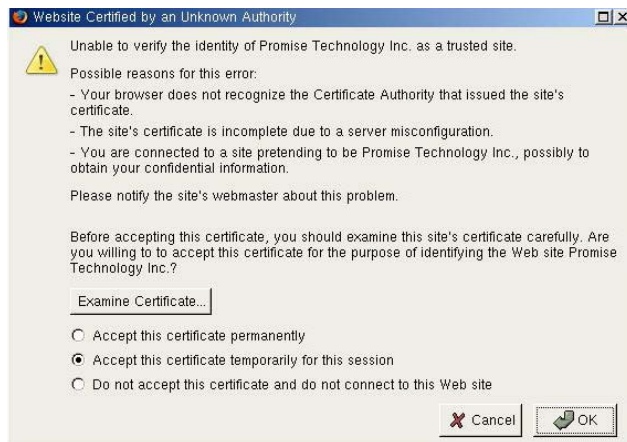 Website Certified by an Unknown Authority
Unable to verify the identity of Promise Technology Inc. as a trusted site.
Possible reasons for this error:
- Your browser does not recognize the Certificate Authority that issued the site's
certificate.
- The site's certificate is incomplete due to a server misconfiguration.
- You are connected to a site pretending to be Promise Technology Inc., possibly to
obtain your confidential information.
Please notify the site's webmaster about this problem.
Before accepting this certificate, you should examine this site's certificate carefully. Are
you willing to to accept this certificate for the purpose of identifying the Web site Promise
Technology Inc.?
Examine Certificate...
Accept this certificate permanently
Accept this certificate temporarily for this session
Do not accept this certificate and do not connect to this Web site
Cancel OK